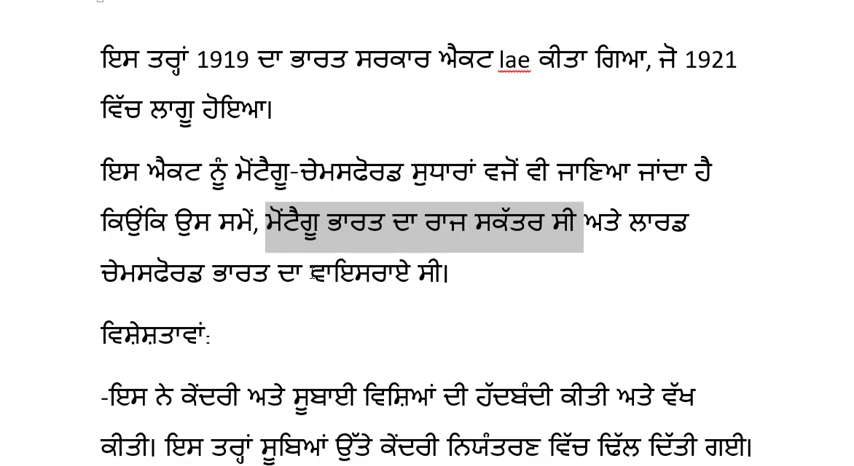 ਇਸ ਤਰ੍ਹਾਂ 1919 ਦਾ ਭਾਰਤ ਸਰਕਾਰ ਐਕਟ lae ਕੀਤਾ ਗਿਆ, ਜੋ 1921
ਵਿੱਚ ਲਾਗੂ ਹੋਇਆ।
ਇਸ ਐਕਟ ਨੂੰ ਮੋਂਟੈਗੂ-ਚੇਮਸਫੋਰਡ ਸੁਧਾਰਾਂ ਵਜੋਂ ਵੀ ਜਾਣਿਆ ਜਾਂਦਾ ਹੈ
ਕਿਉਂਕਿ ਉਸ ਸਮੇਂ, ਮੋਂਟੈਗੂ ਭਾਰਤ ਦਾ ਰਾਜ ਸਕੱਤਰ ਸੀ ਅਤੇ ਲਾਰਡ
ਚੇਮਸਫੋਰਡ ਭਾਰਤ ਦਾ ਵਾਇਸਰਾਏ ਸੀ।
ਵਿਸ਼ੇਸ਼ਤਾਵਾਂ:
-ਇਸ ਨੇ ਕੇਂਦਰੀ ਅਤੇ ਸੂਬਾਈ ਵਿਸ਼ਿਆਂ ਦੀ ਹੱਦਬੰਦੀ ਕੀਤੀ ਅਤੇ ਵੱਖ
ਕੀਤੀ। ਇਸ ਤਰ੍ਹਾਂ ਸੂਬਿਆਂ ਉੱਤੇ ਕੇਂਦਰੀ ਨਿਯੰਤਰਣ ਵਿੱਚ ਢਿੱਲ ਦਿੱਤੀ ਗਈ।